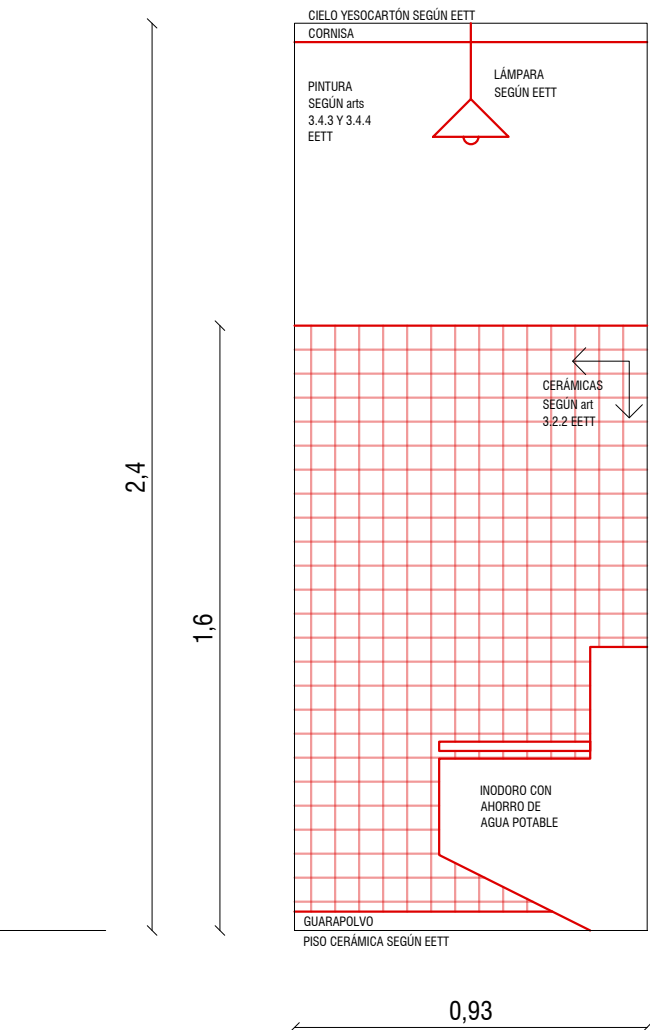 CIELO YESOCARTÓN SEGÚN EETT
CORNISA
LÁMPARA
SEGÚN EETT
PINTURA
SEGÚN arts
3.4.3 Y 3.4.4
EETT
CERÁMICAS
SEGÚN art
3.2.2 EETT
2,4
1,6
INODORO CON
AHORRO DE
AGUA POTABLE
GUARAPOLVO
PISO CERÁMICA SEGÚN EETT
0,93